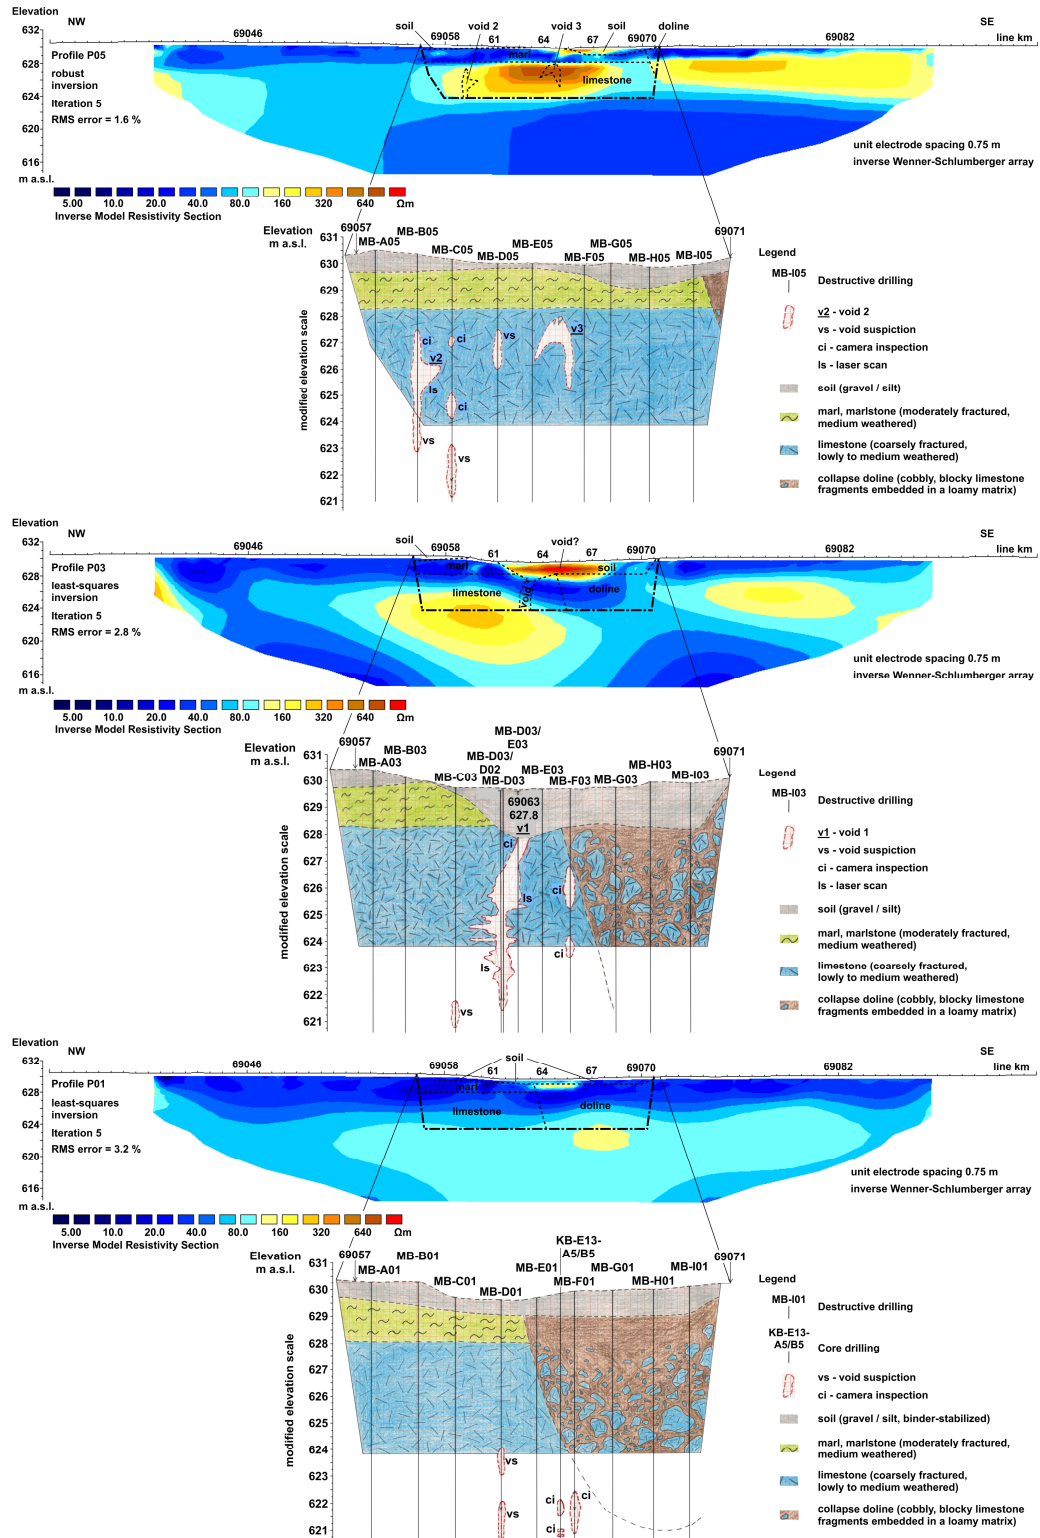 Elevation
NW
SE
632
69046
soil
void 2
64
void 3
soil
doline
69058
61
67
69070
69082
line km
Profile P05
marl
628
robust
limestone
inversion
624
Iteration 5
RMS error = 1.6 %
620
unit electrode spacing 0.75 m
616
inverse Wenner-Schlumberger array
m a.s.l.
5.00 10.0 20.0 40.0 80.0 160 320 640 Ωm
Inverse Model Resistivity Section
Elevation
m a.s.l.
69057
MB-B05
69071
631
MB-A05
MB-C05
MB-D05
MB-E05
MB-F05
MB-G05
MB-H05
MB-I05
Legend
630
MB-I05
Destructive drilling
629
628
v2 - void 2
vs - void suspicion
627
ci
ci
vs
v3
ci - camera inspection
v2
626
ls
ls - laser scan
625
ci
soil (gravel / silt)
624
marl, marlstone (moderately fractured,
medium weathered)
623
vs
vs
limestone (coarsely fractured,
lowly to medium weathered)
622
621
collapse doline (cobbly, blocky limestone
fragments embedded in a loamy matrix)
modified elevation scale
Elevation
NW
SE
632
69046
soil
69058
61
64
void?
67
69070
69082
line km
Profile P03
marl
soil
628
least-squares
limestone
void 1
doline
inversion
624
Iteration 5
RMS error = 2.8 %
620
unit electrode spacing 0.75 m
616
inverse Wenner-Schlumberger array
m a.s.l.
5.00 10.0 20.0 40.0 80.0 160 320 640 Ωm
Inverse Model Resistivity Section
Elevation
m a.s.l.
69057
MB-D03/
E03
69071
631
MB-A03
MB-B03
MB-C03
MB-D03/
D02
MB-D03
MB-E03
MB-F03
MB-G03
MB-H03
MB-I03
Legend
630
MB-I03
Destructive drilling
629
69063
627.8
v1
628
v1 - void 1
ci
vs - void suspicion
627
ci - camera inspection
626
ci
ls
ls - laser scan
625
soil (gravel / silt)
624
marl, marlstone (moderately fractured,
medium weathered)
ci
623
ls
limestone (coarsely fractured,
lowly to medium weathered)
622
vs
621
collapse doline (cobbly, blocky limestone
fragments embedded in a loamy matrix)
modified elevation scale
Elevation
NW
SE
632
69046
69058
61
soil
64
67
69070
69082
line km
Profile P01
marl
628
least-squares
limestone
doline
inversion
624
Iteration 5
RMS error = 3.2 %
620
unit electrode spacing 0.75 m
616
inverse Wenner-Schlumberger array
m a.s.l.
5.00 10.0 20.0 40.0 80.0 160 320 640 Ωm
Inverse Model Resistivity Section
Elevation
m a.s.l.
69057
KB-E13-
A5/B5
69071
631
MB-A01
MB-B01
MB-C01
MB-D01
MB-E01
MB-F01
MB-G01
MB-H01
MB-I01
Legend
630
MB-I01
Destructive drilling
629
KB-E13-
A5/B5
Core drilling
628
627
vs - void suspicion
ci - camera inspection
626
soil (gravel / silt, binder-stabilized)
625
624
marl, marlstone (moderately fractured,
medium weathered)
vs
623
limestone (coarsely fractured,
lowly to medium weathered)
622
vs
ci
ci
ci
621
collapse doline (cobbly, blocky limestone
fragments embedded in a loamy matrix)
modified elevation scale